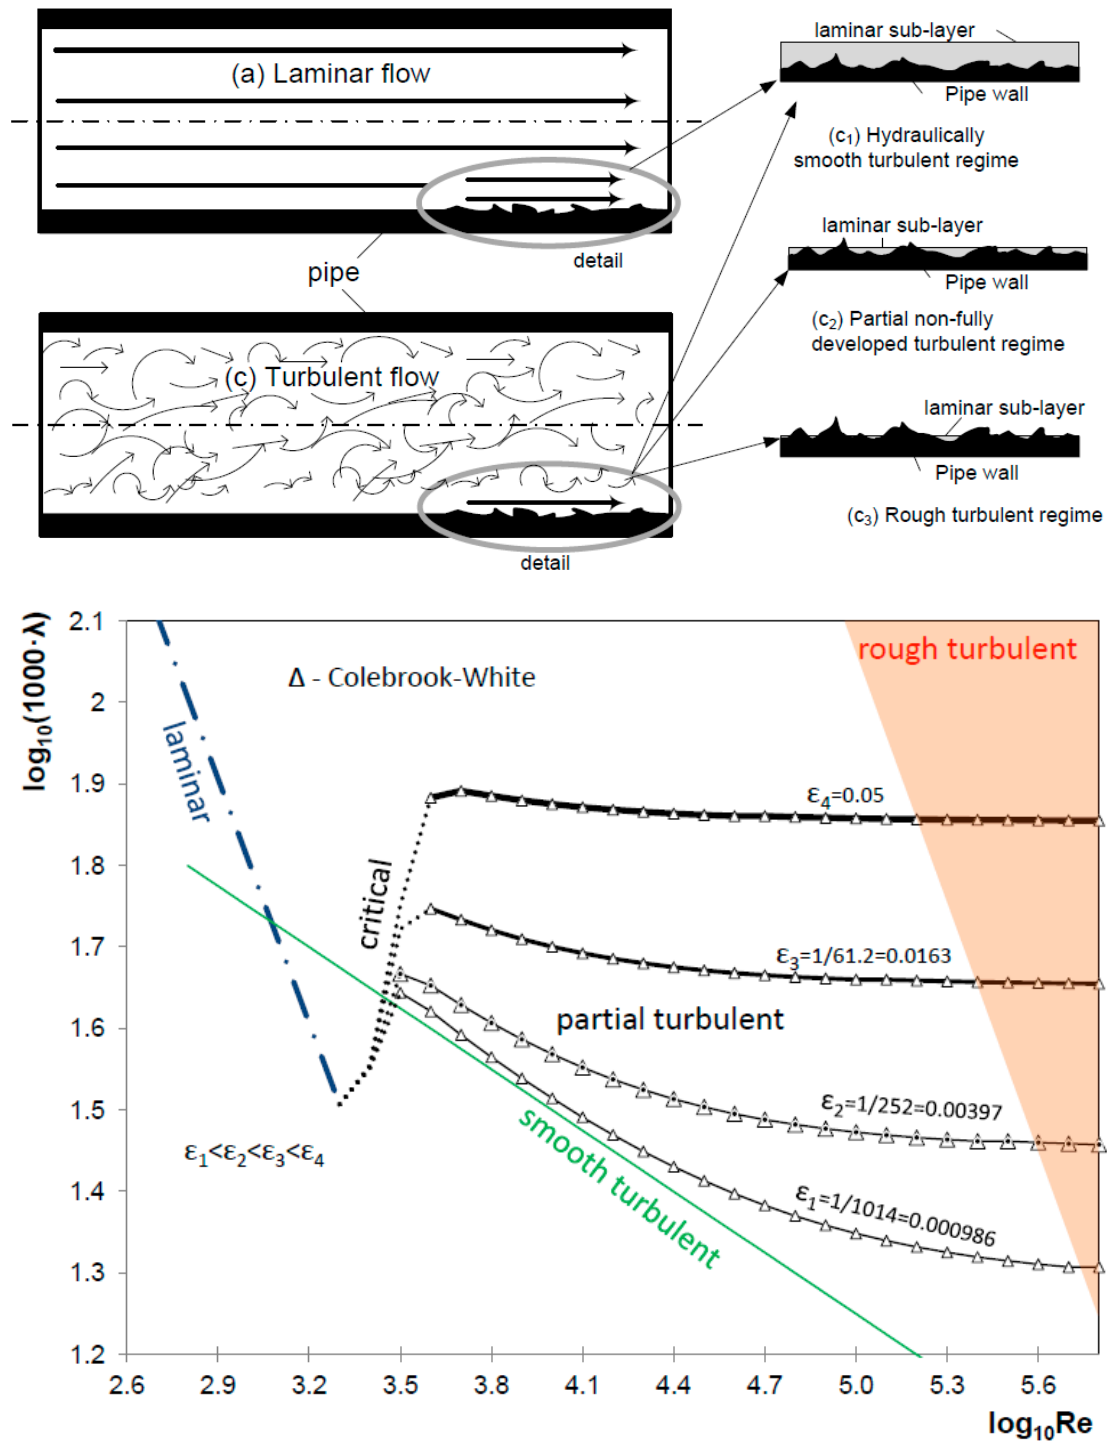 (a) Laminar flow
detail
pipe
(c) Turbulent flow
detail
laminar sub-layer
Pipe wall
(c₁) Hydraulically
smooth turbulent regime
laminar sub-layer
Pipe wall
(c₂) Partial non-fully
developed turbulent regime
laminar sub-layer
Pipe wall
(c₃) Rough turbulent regime
log₁₀(1000·λ)
2.1
2
1.9
1.8
1.7
1.6
1.5
1.4
1.3
1.2
Δ - Colebrook-White
rough turbulent
laminar
critical
ε₄=0.05
ε₃=1/61.2=0.0163
partial turbulent
ε₂=1/252=0.00397
ε₁=1/1014=0.000986
smooth turbulent
ε₁<ε₂<ε₃<ε₄
2.6 2.9 3.2 3.5 3.8 4.1 4.4 4.7 5.0 5.3 5.6
log₁₀Re